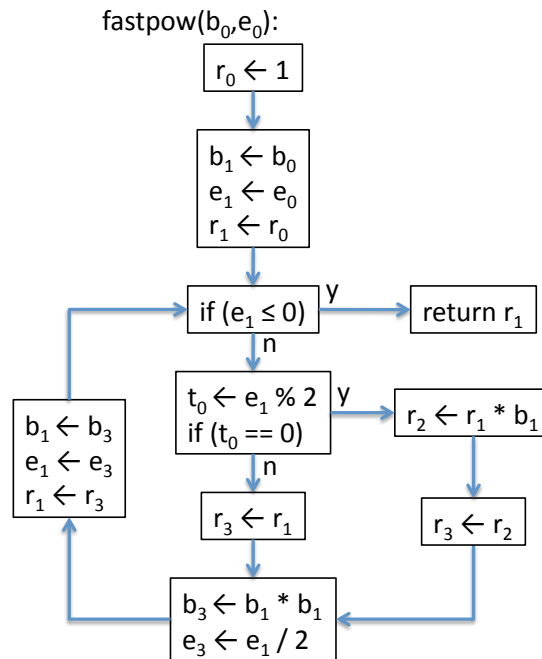 fastpow(b₀,e₀):
r₀ ← 1
b₁ ← b₀
e₁ ← e₀
r₁ ← r₀
if (e₁ ≤ 0)
y
return r₁
n
t₀ ← e₁ % 2
if (t₀ == 0)
y
r₂ ← r₁ * b₁
n
b₁ ← b₃
e₁ ← e₃
r₁ ← r₃
r₃ ← r₁
r₃ ← r₂
b₃ ← b₁ * b₁
e₃ ← e₁ / 2